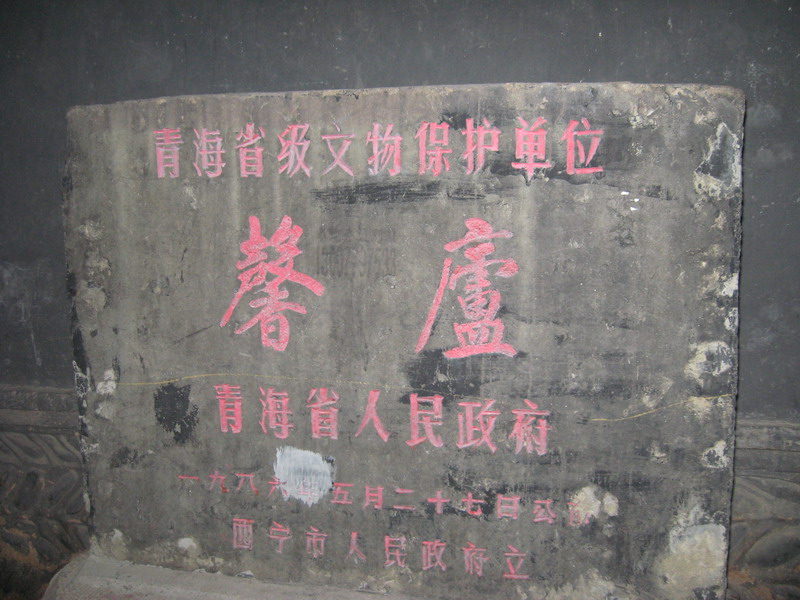 青海省级文物保护单位
馨廬
青海省人民政府
一九八六年五月二十七日公布
西宁市人民政府立